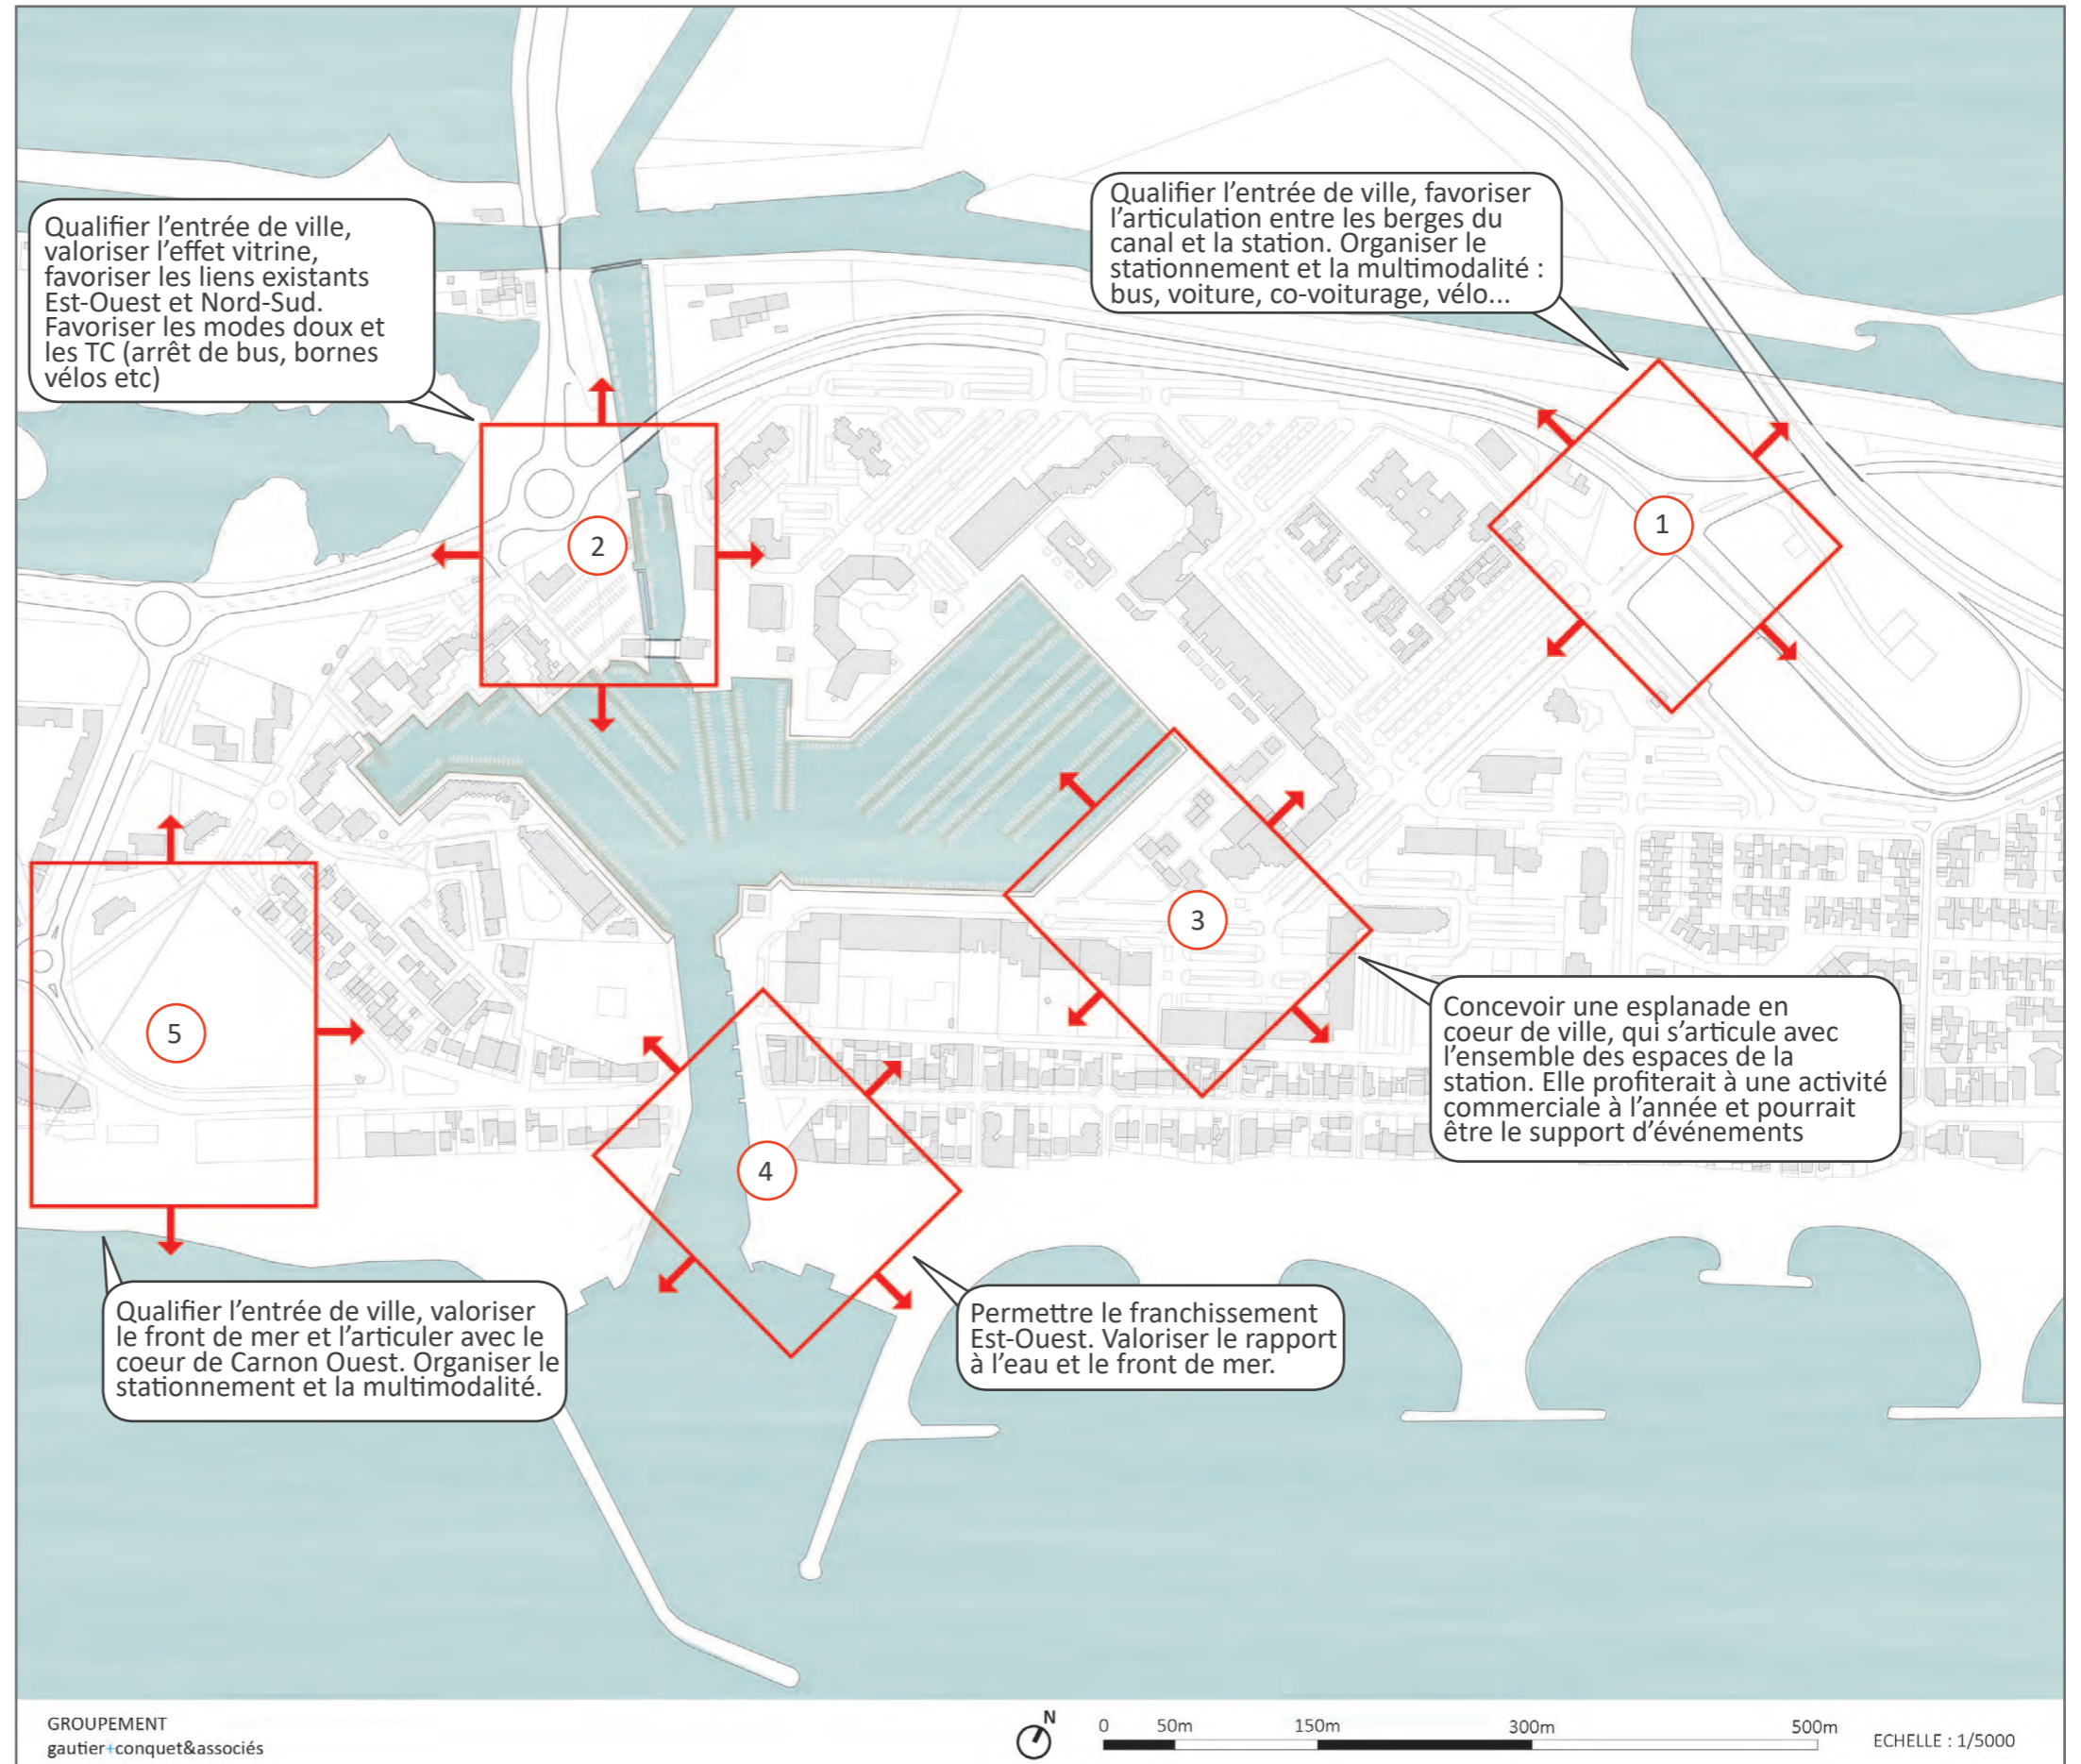 Qualifier l’entrée de ville, favoriser
l’articulation entre les berges du
canal et la station. Organiser le
stationnement et la multimodalité :
bus, voiture, co-voiturage, vélo...
Qualifier l’entrée de ville,
valoriser l’effet vitrine,
favoriser les liens existants
Est-Ouest et Nord-Sud.
Favoriser les modes doux et
les TC (arrêt de bus, bornes
vélos etc)
1
2
3
Concevoir une esplanade en
coeur de ville, qui s’articule avec
l’ensemble des espaces de la
station. Elle profiterait à une activité
commerciale à l’année et pourrait
être le support d’événements
5
4
Qualifier l’entrée de ville, valoriser
le front de mer et l’articuler avec le
coeur de Carnon Ouest. Organiser le
stationnement et la multimodalité.
Permettre le franchissement
Est-Ouest. Valoriser le rapport
à l’eau et le front de mer.
GROUPEMENT
gautier+conquet&associés
N
0 50m 150m 300m 500m
ECHELLE : 1/5000